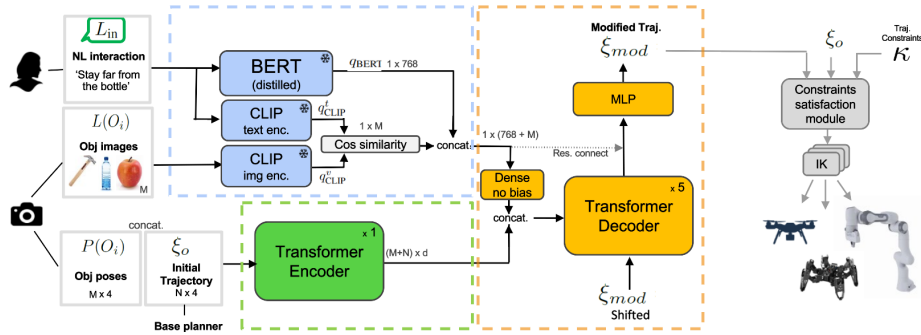 L_in
NL interaction
'Stay far from
the bottle'
L(O_i)
Obj images
M
concat.
P(O_i)
Obj poses
M x 4
ξ_o
Initial
Trajectory
N x 4
Base planner
BERT
(distilled)
q_BERT 1 x 768
CLIP
text enc.
q^t_CLIP
1 x M
Cos similarity
concat.
CLIP
img enc.
q^v_CLIP
x 1
Transformer
Encoder
(M+N) x d
1 x (768 + M)
Res. connect
Dense
no bias
concat.
Modified Traj.
ξ_mod
MLP
x 5
Transformer
Decoder
ξ_mod
Shifted
ξ_o
Traj.
Constraints
κ
Constraints
satisfaction
module
IK